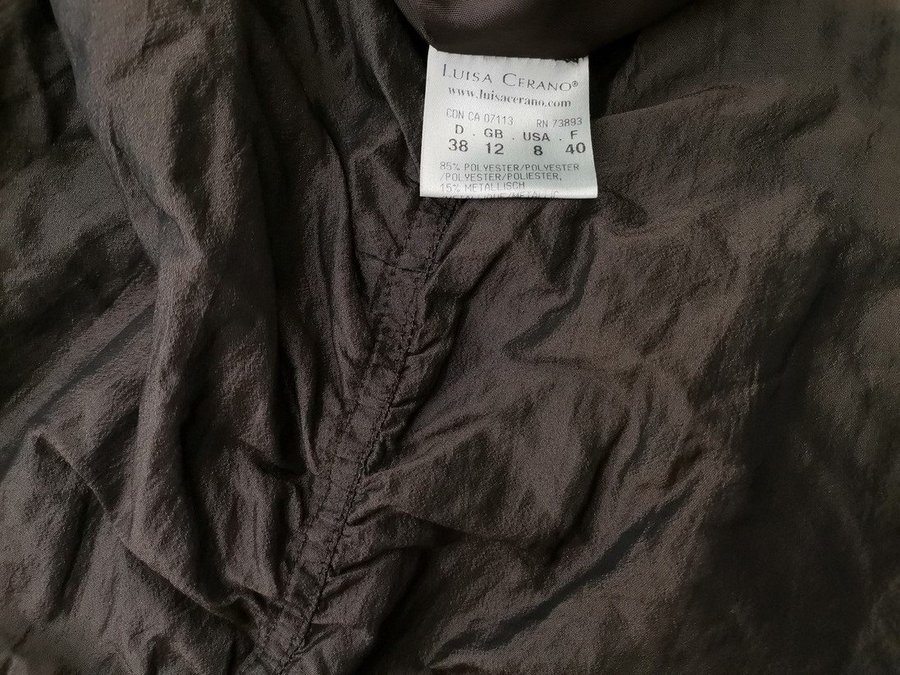 LUISA CERANO®
www.luisacerano.com
CON CA 07113 RN 73893
D . GB . USA . F
38 12 8 40
85% POLYESTER/POLYESTER
/POLYESTER/POLIESTER,
15% METALLISCH